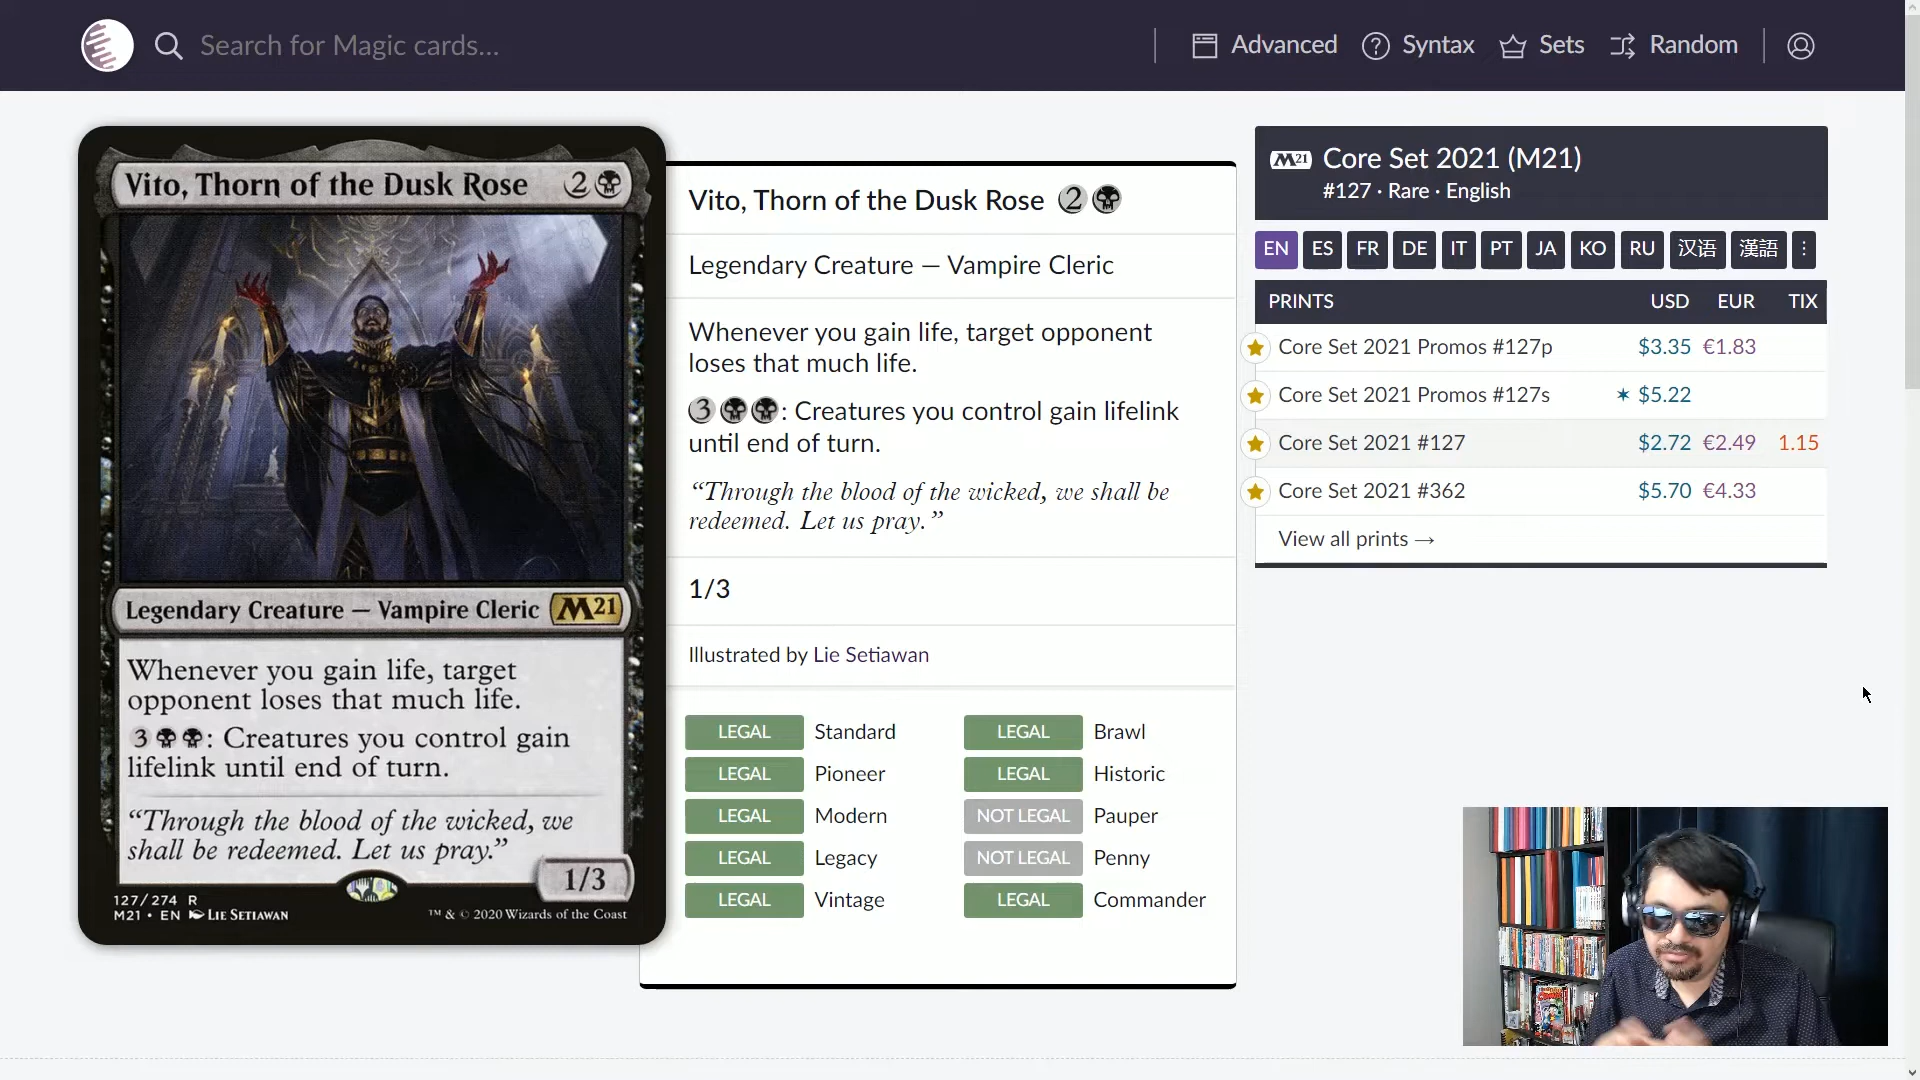 Search for Magic cards...
Advanced
Syntax
Sets
Random
Vito, Thorn of the Dusk Rose 2
Legendary Creature — Vampire Cleric M21
Whenever you gain life, target
opponent loses that much life.
3: Creatures you control gain
lifelink until end of turn.
“Through the blood of the wicked, we
shall be redeemed. Let us pray.”
1/3
127/274 R
M21 • EN LIE SETIAWAN
™ & © 2020 Wizards of the Coast
Vito, Thorn of the Dusk Rose 2
Legendary Creature — Vampire Cleric
Whenever you gain life, target opponent
loses that much life.
3: Creatures you control gain lifelink
until end of turn.
“Through the blood of the wicked, we shall be
redeemed. Let us pray.”
1/3
Illustrated by Lie Setiawan
LEGAL Standard LEGAL Brawl
LEGAL Pioneer LEGAL Historic
LEGAL Modern NOT LEGAL Pauper
LEGAL Legacy NOT LEGAL Penny
LEGAL Vintage LEGAL Commander
M21 Core Set 2021 (M21)
#127 · Rare · English
EN ES FR DE IT PT JA KO RU 汉语 漢語
PRINTS USD EUR TIX
Core Set 2021 Promos #127p $3.35 €1.83
Core Set 2021 Promos #127s ✶ $5.22
Core Set 2021 #127 $2.72 €2.49 1.15
Core Set 2021 #362 $5.70 €4.33
View all prints →